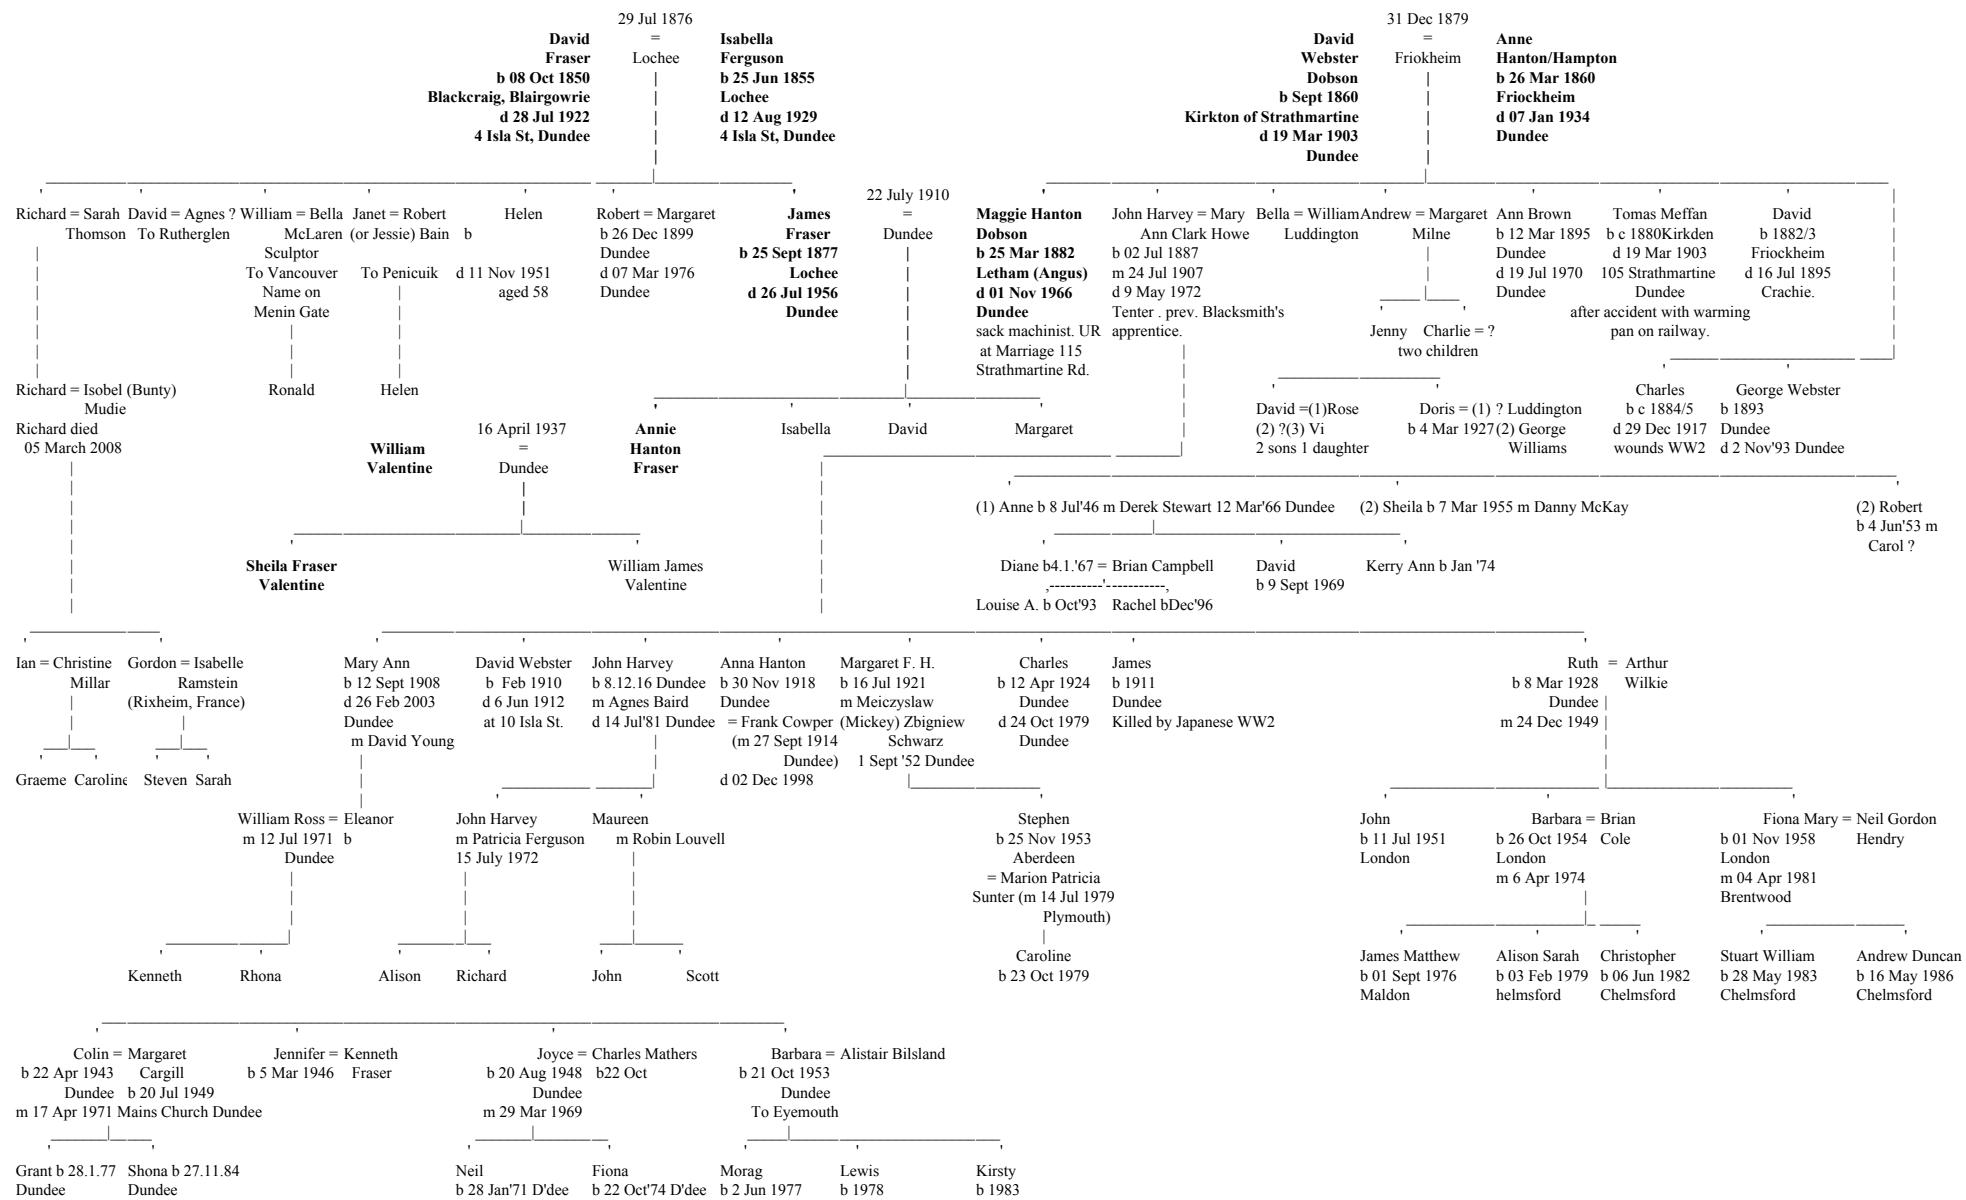 29 Jul 1876
31 Dec 1879
David = Isabella
David = Anne
Fraser Lochee Ferguson
Webster Friokheim Hanton/Hampton
b 08 Oct 1850 b 25 Jun 1855
Dobson b 26 Mar 1860
Blackcraig, Blairgowrie Lochee
b Sept 1860 Friockheim
d 28 Jul 1922 d 12 Aug 1929
Kirkton of Strathmartine d 07 Jan 1934
4 Isla St, Dundee 4 Isla St, Dundee
d 19 Mar 1903 Dundee
Dundee
22 July 1910
Richard = Sarah
Thomson
David = Agnes ?
To Rutherglen
William = Bella
McLaren
Sculptor
To Vancouver
Name on
Menin Gate
Janet = Robert
(or Jessie) Bain
To Penicuik
Helen
b
d 11 Nov 1951
aged 58
Robert = Margaret
b 26 Dec 1899
Dundee
d 07 Mar 1976
Dundee
James
Fraser
b 25 Sept 1877
Lochee
d 26 Jul 1956
Dundee
=
Dundee
Maggie Hanton
Dobson
b 25 Mar 1882
Letham (Angus)
d 01 Nov 1966
Dundee
sack machinist. UR
at Marriage 115
Strathmartine Rd.
John Harvey = Mary
Ann Clark Howe
b 02 Jul 1887
m 24 Jul 1907
d 9 May 1972
Tenter . prev. Blacksmith's
apprentice.
Bella = William
Luddington
Andrew = Margaret
Milne
Jenny Charlie = ?
two children
Ann Brown
b 12 Mar 1895
Dundee
d 19 Jul 1970
Dundee
Tomas Meffan
b c 1880Kirkden
d 19 Mar 1903
105 Strathmartine
Dundee
after accident with warming
pan on railway.
David
b 1882/3
Friockheim
d 16 Jul 1895
Crachie.
Richard = Isobel (Bunty)
Mudie
Richard died
05 March 2008
Ronald
Helen
David =(1)Rose
(2) ?(3) Vi
2 sons 1 daughter
Doris = (1) ? Luddington
b 4 Mar 1927(2) George
Williams
Charles
b c 1884/5
d 29 Dec 1917
wounds WW2
George Webster
b 1893
Dundee
d 2 Nov'93 Dundee
William
Valentine
16 April 1937
=
Dundee
Annie
Hanton
Fraser
Isabella
David
Margaret
(1) Anne b 8 Jul'46 m Derek Stewart 12 Mar'66 Dundee
(2) Sheila b 7 Mar 1955 m Danny McKay
(2) Robert
b 4 Jun'53 m
Carol ?
Sheila Fraser
Valentine
William James
Valentine
Diane b4.1.'67 = Brian Campbell
David
b 9 Sept 1969
Kerry Ann b Jan '74
Louise A. b Oct'93 Rachel bDec'96
Ian = Christine
Millar
Gordon = Isabelle
Ramstein
(Rixheim, France)
Mary Ann
b 12 Sept 1908
d 26 Feb 2003
Dundee
m David Young
David Webster
b Feb 1910
d 6 Jun 1912
at 10 Isla St.
John Harvey
b 8.12.16 Dundee
m Agnes Baird
d 14 Jul'81 Dundee
Anna Hanton
b 30 Nov 1918
Dundee
= Frank Cowper
(m 27 Sept 1914
Dundee)
d 02 Dec 1998
Margaret F. H.
b 16 Jul 1921
m Meiczyslaw
(Mickey) Zbigniew
Schwarz
1 Sept '52 Dundee
Charles
b 12 Apr 1924
Dundee
d 24 Oct 1979
Dundee
James
b 1911
Dundee
Killed by Japanese WW2
Ruth = Arthur
b 8 Mar 1928 Wilkie
Dundee
m 24 Dec 1949
Graeme Caroline
Steven Sarah
William Ross = Eleanor
m 12 Jul 1971 b
Dundee
John Harvey
m Patricia Ferguson
15 July 1972
Maureen
m Robin Louvell
Stephen
b 25 Nov 1953
Aberdeen
= Marion Patricia
Sunter (m 14 Jul 1979
Plymouth)
John
b 11 Jul 1951
London
Barbara = Brian
b 26 Oct 1954 Cole
London
m 6 Apr 1974
Fiona Mary = Neil Gordon
b 01 Nov 1958 Hendry
London
m 04 Apr 1981
Brentwood
Kenneth
Rhona
Alison
Richard
John
Scott
Caroline
b 23 Oct 1979
James Matthew
b 01 Sept 1976
Maldon
Alison Sarah
b 03 Feb 1979
helmsford
Christopher
b 06 Jun 1982
Chelmsford
Stuart William
b 28 May 1983
Chelmsford
Andrew Duncan
b 16 May 1986
Chelmsford
Colin = Margaret
b 22 Apr 1943 Cargill
Dundee b 20 Jul 1949
m 17 Apr 1971 Mains Church Dundee
Jennifer = Kenneth
b 5 Mar 1946 Fraser
Joyce = Charles Mathers
b 20 Aug 1948 b22 Oct
Dundee
m 29 Mar 1969
Barbara = Alistair Bilsland
b 21 Oct 1953
Dundee
To Eyemouth
Grant b 28.1.77
Dundee
Shona b 27.11.84
Dundee
Neil
b 28 Jan'71 D'dee
Fiona
b 22 Oct'74 D'dee
Morag
b 2 Jun 1977
Lewis
b 1978
Kirsty
b 1983